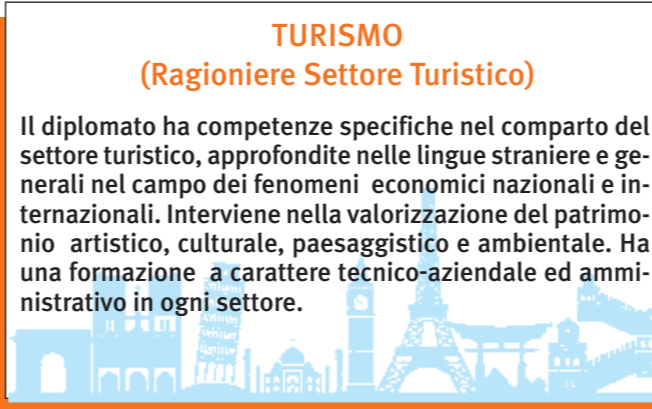 TURISMO
(Ragioniere Settore Turistico)
Il diplomato ha competenze specifiche nel comparto del
settore turistico, approfondite nelle lingue straniere e ge-
nerali nel campo dei fenomeni economici nazionali e in-
ternazionali. Interviene nella valorizzazione del patrimo-
nio artistico, culturale, paesaggistico e ambientale. Ha
una formazione a carattere tecnico-aziendale ed ammi-
nistrativo in ogni settore.